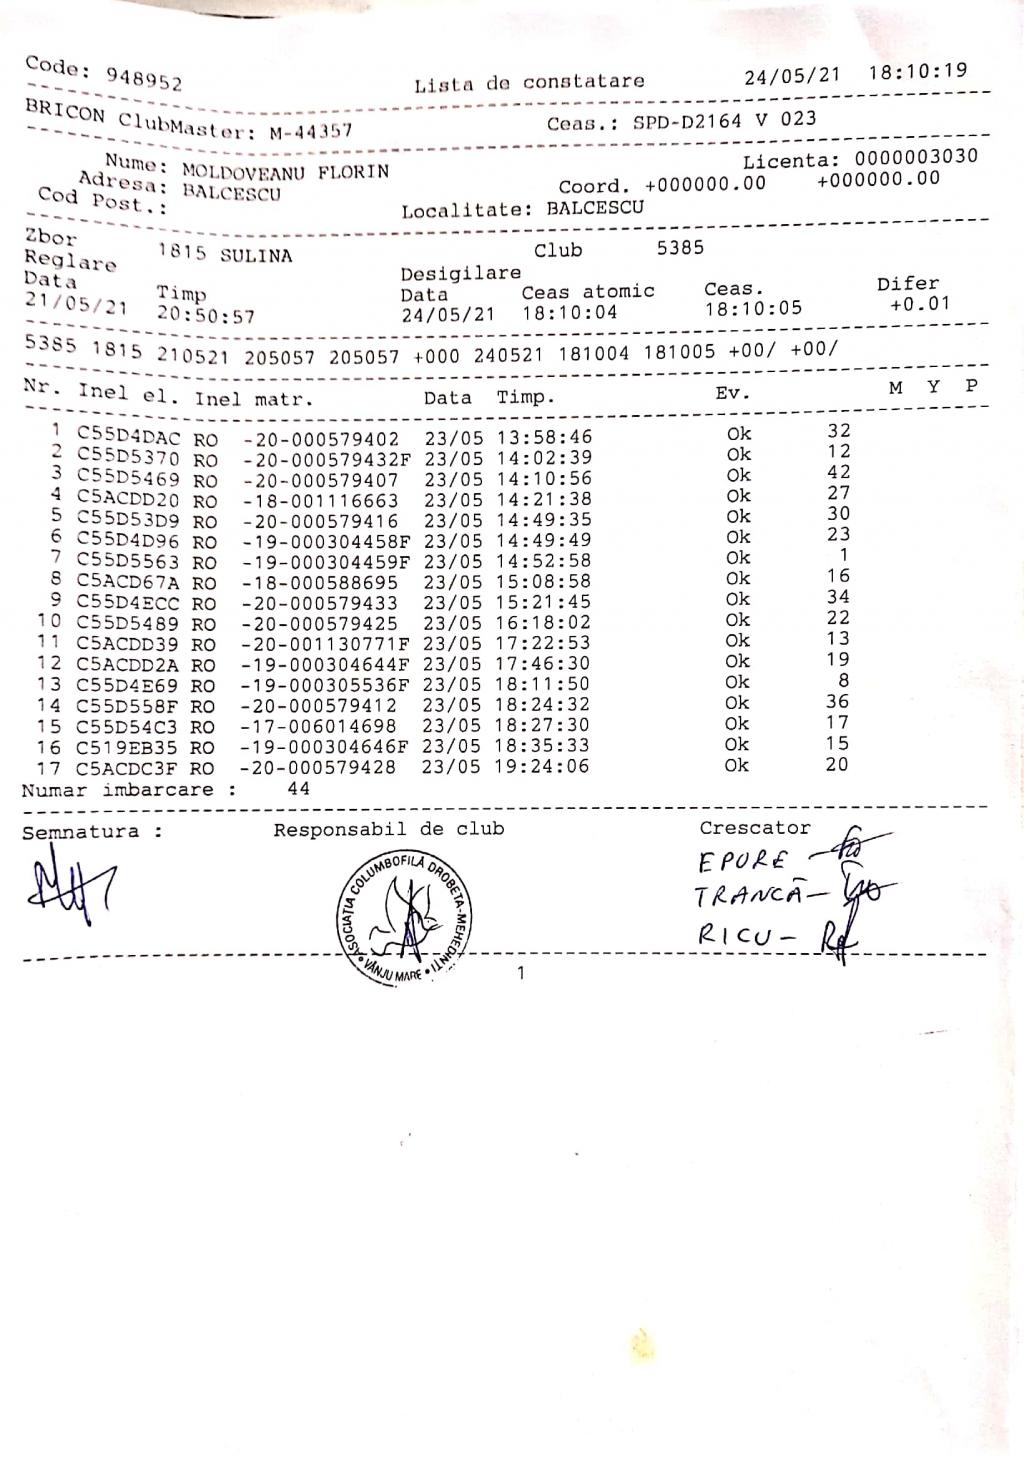 Code: 948952 Lista de constatare 24/05/21 18:10:19
BRICON ClubMaster: M-44357 Ceas.: SPD-D2164 V 023
Nume: MOLDOVEANU FLORIN Licenta: 0000003030
Adresa: BALCESCU Coord. +000000.00 +000000.00
Cod Post.: Localitate: BALCESCU
Zbor 1815 SULINA Club 5385
Reglare Desigilare
Data Timp Data Ceas atomic Ceas. Difer
21/05/21 20:50:57 24/05/21 18:10:04 18:10:05 +0.01
5385 1815 210521 205057 205057 +000 240521 181004 181005 +00/ +00/
Nr. Inel el. Inel matr. Data Timp. Ev. M Y P
1 C55D4DAC RO -20-000579402 23/05 13:58:46 Ok 32
2 C55D5370 RO -20-000579432F 23/05 14:02:39 Ok 12
3 C55D5469 RO -20-000579407 23/05 14:10:56 Ok 42
4 C5ACDD20 RO -18-001116663 23/05 14:21:38 Ok 27
5 C55D53D9 RO -20-000579416 23/05 14:49:35 Ok 30
6 C55D4D96 RO -19-000304458F 23/05 14:49:49 Ok 23
7 C55D5563 RO -19-000304459F 23/05 14:52:58 Ok 1
8 C5ACD67A RO -18-000588695 23/05 15:08:58 Ok 16
9 C55D4ECC RO -20-000579433 23/05 15:21:45 Ok 34
10 C55D5489 RO -20-000579425 23/05 16:18:02 Ok 22
11 C5ACDD39 RO -20-001130771F 23/05 17:22:53 Ok 13
12 C5ACDD2A RO -19-000304644F 23/05 17:46:30 Ok 19
13 C55D4E69 RO -19-000305536F 23/05 18:11:50 Ok 8
14 C55D558F RO -20-000579412 23/05 18:24:32 Ok 36
15 C55D54C3 RO -17-006014698 23/05 18:27:30 Ok 17
16 C519EB35 RO -19-000304646F 23/05 18:35:33 Ok 15
17 C5ACDC3F RO -20-000579428 23/05 19:24:06 Ok 20
Numar imbarcare : 44
Semnatura : Responsabil de club Crescator
EPURE
TRANCĂ-
RICU-
ASOCIAȚIA COLUMBOFILĂ DROBETA-MEHEDINȚI
VÂNJU MARE
1